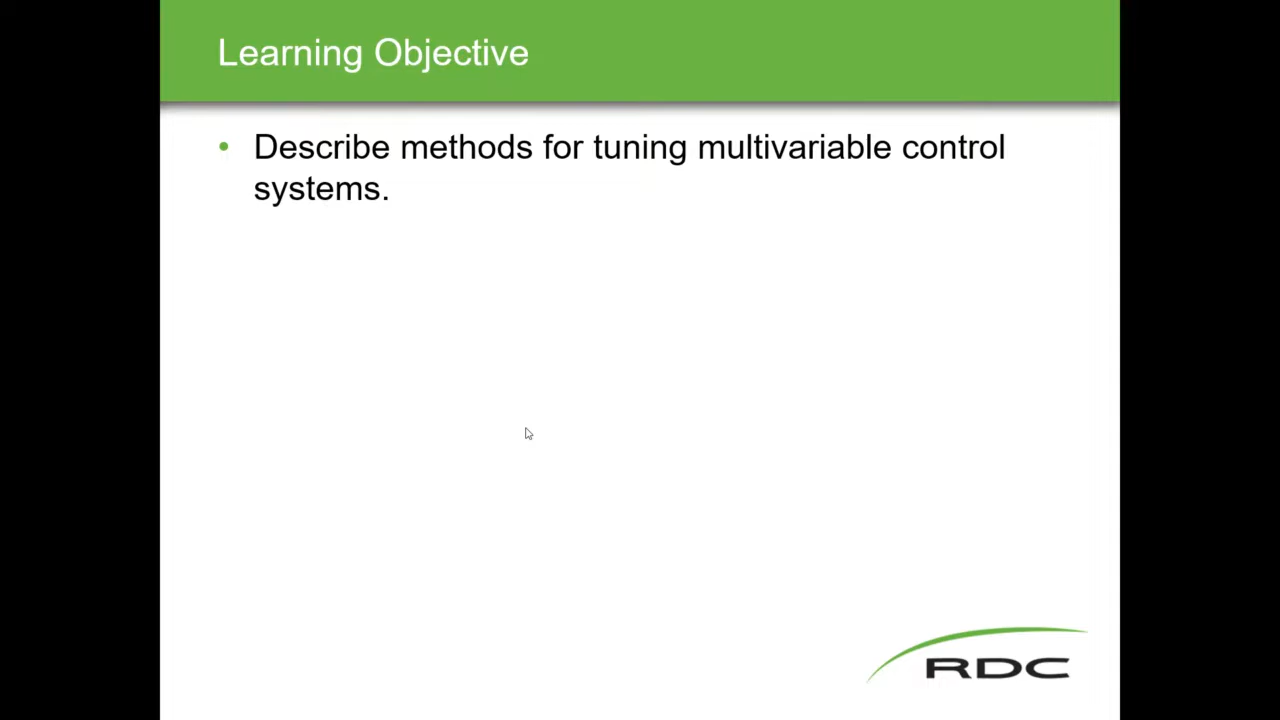 Learning Objective
• Describe methods for tuning multivariable control
systems.
RDC